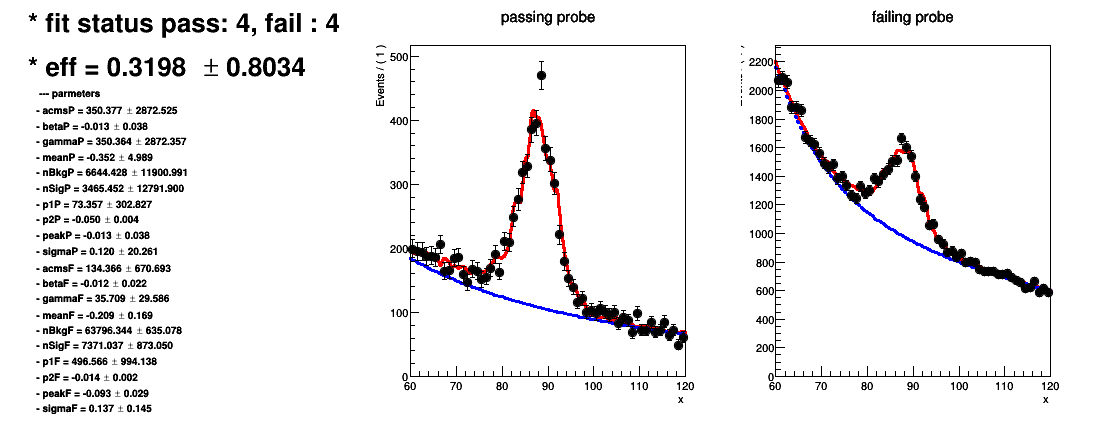 * fit status pass: 4, fail : 4
* eff = 0.3198 ± 0.8034
--- parmeters
- acmsP = 350.377 ± 2872.525
- betaP = -0.013 ± 0.038
- gammaP = 350.364 ± 2872.357
- meanP = -0.352 ± 4.989
- nBkgP = 6644.428 ± 11900.991
- nSigP = 3465.452 ± 12791.900
- p1P = 73.357 ± 302.827
- p2P = -0.050 ± 0.004
- peakP = -0.013 ± 0.038
- sigmaP = 0.120 ± 20.261
- acmsF = 134.366 ± 670.693
- betaF = -0.012 ± 0.022
- gammaF = 35.709 ± 29.586
- meanF = -0.209 ± 0.169
- nBkgF = 63796.344 ± 635.078
- nSigF = 7371.037 ± 873.050
- p1F = 496.566 ± 994.138
- p2F = -0.014 ± 0.002
- peakF = -0.093 ± 0.029
- sigmaF = 0.137 ± 0.145
passing probe
Events / ( 1 )
500
400
300
200
100
0
60 70 80 90 100 110 120
x
failing probe
2200
2000
1800
1600
1400
1200
1000
800
600
400
200
0
60 70 80 90 100 110 120
x